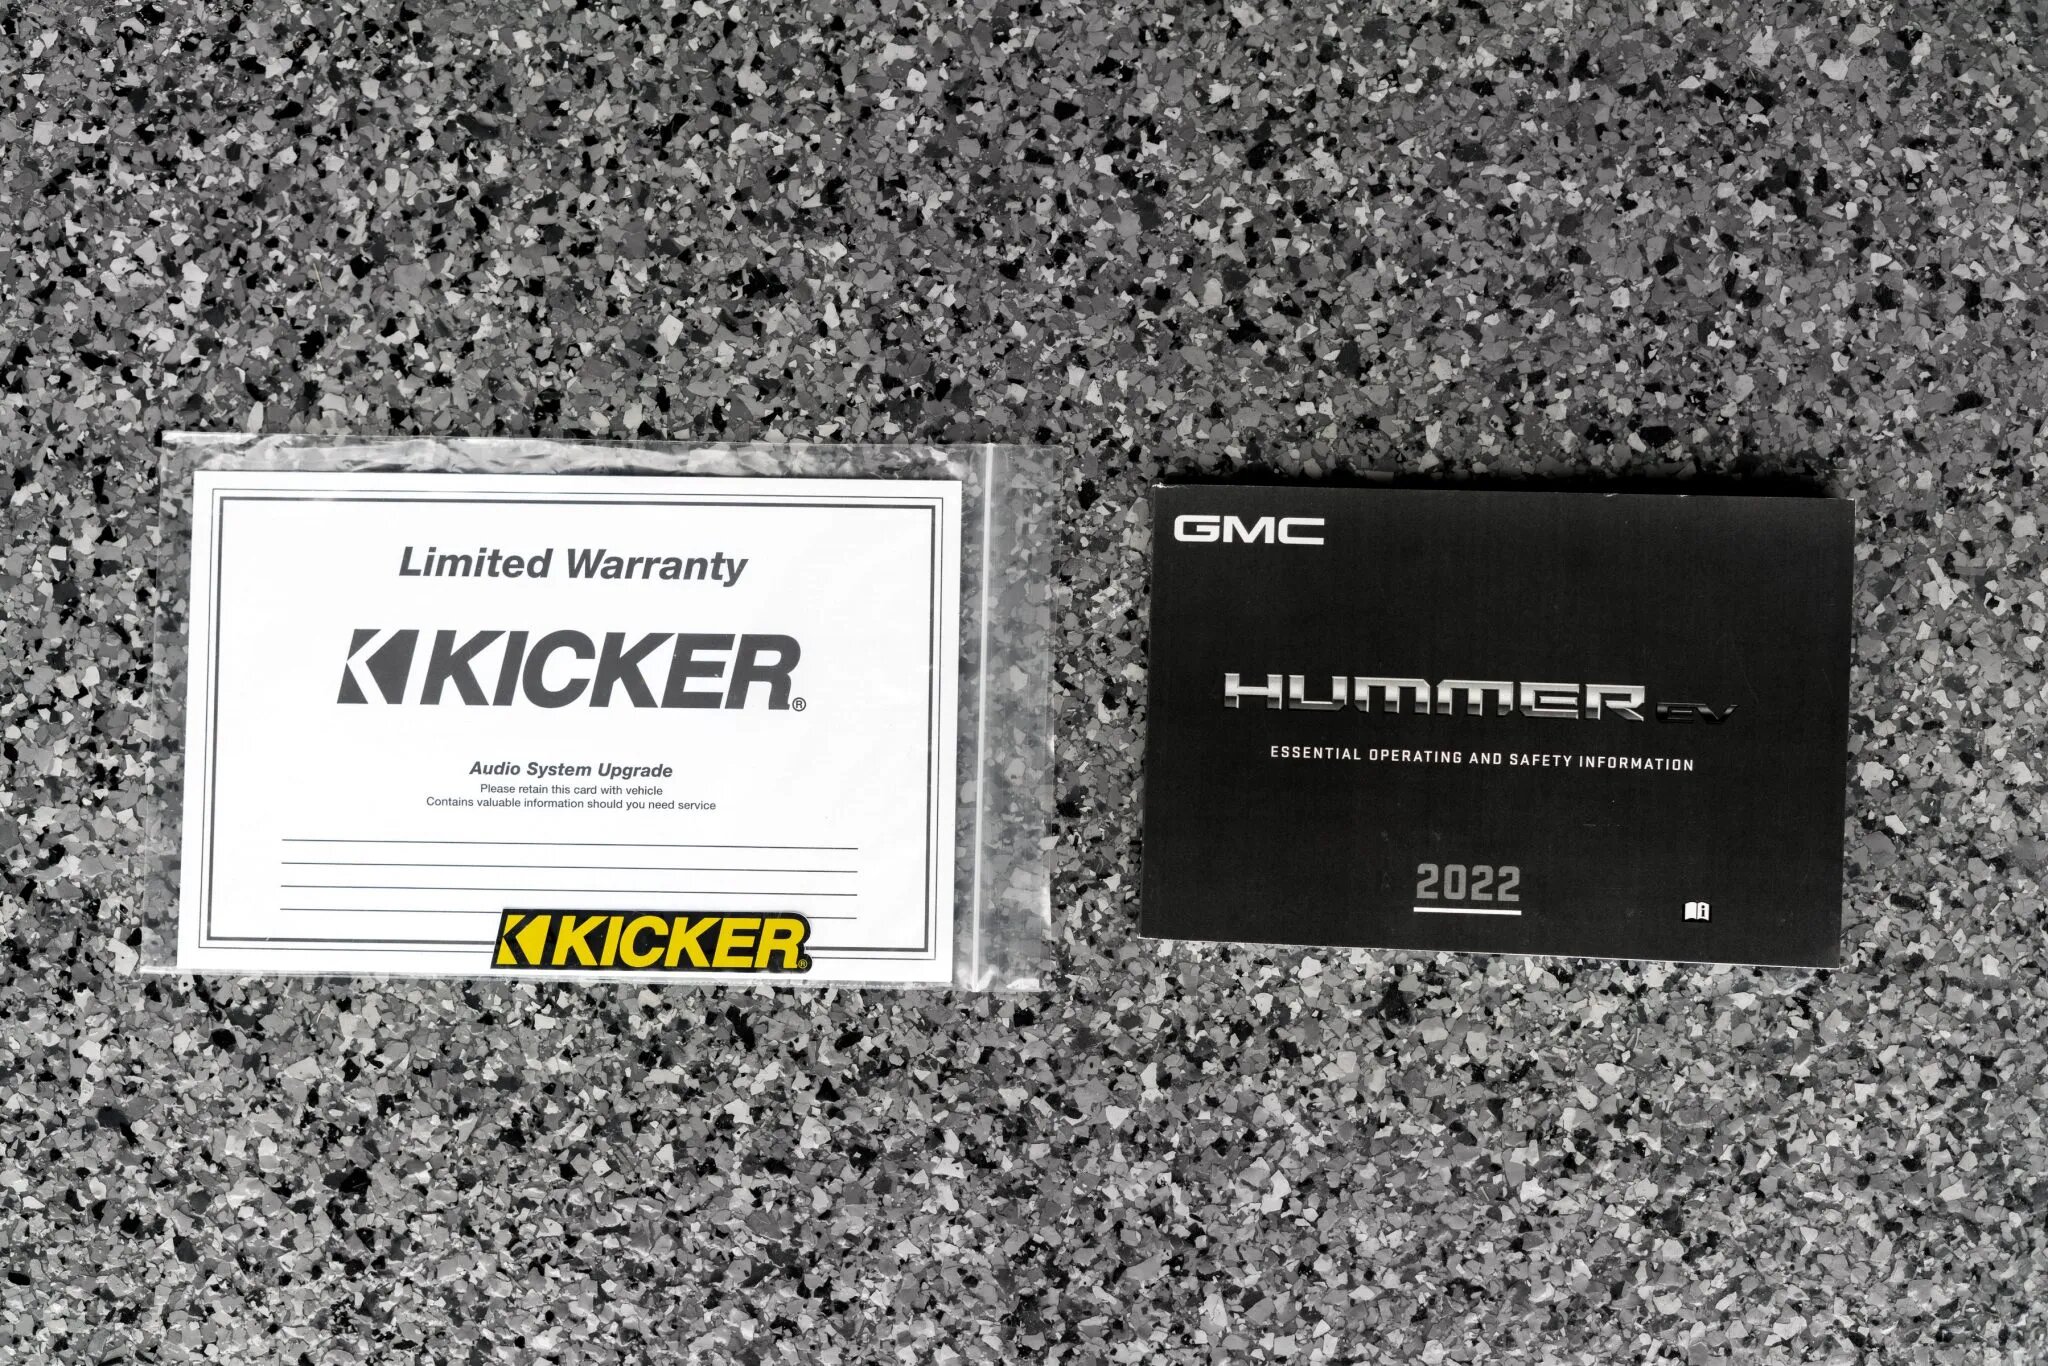 Limited Warranty
KICKER®
Audio System Upgrade
Please retain this card with vehicle
Contains valuable information should you need service
KICKER®
GMC
HUMMER EV
ESSENTIAL OPERATING AND SAFETY INFORMATION
2022